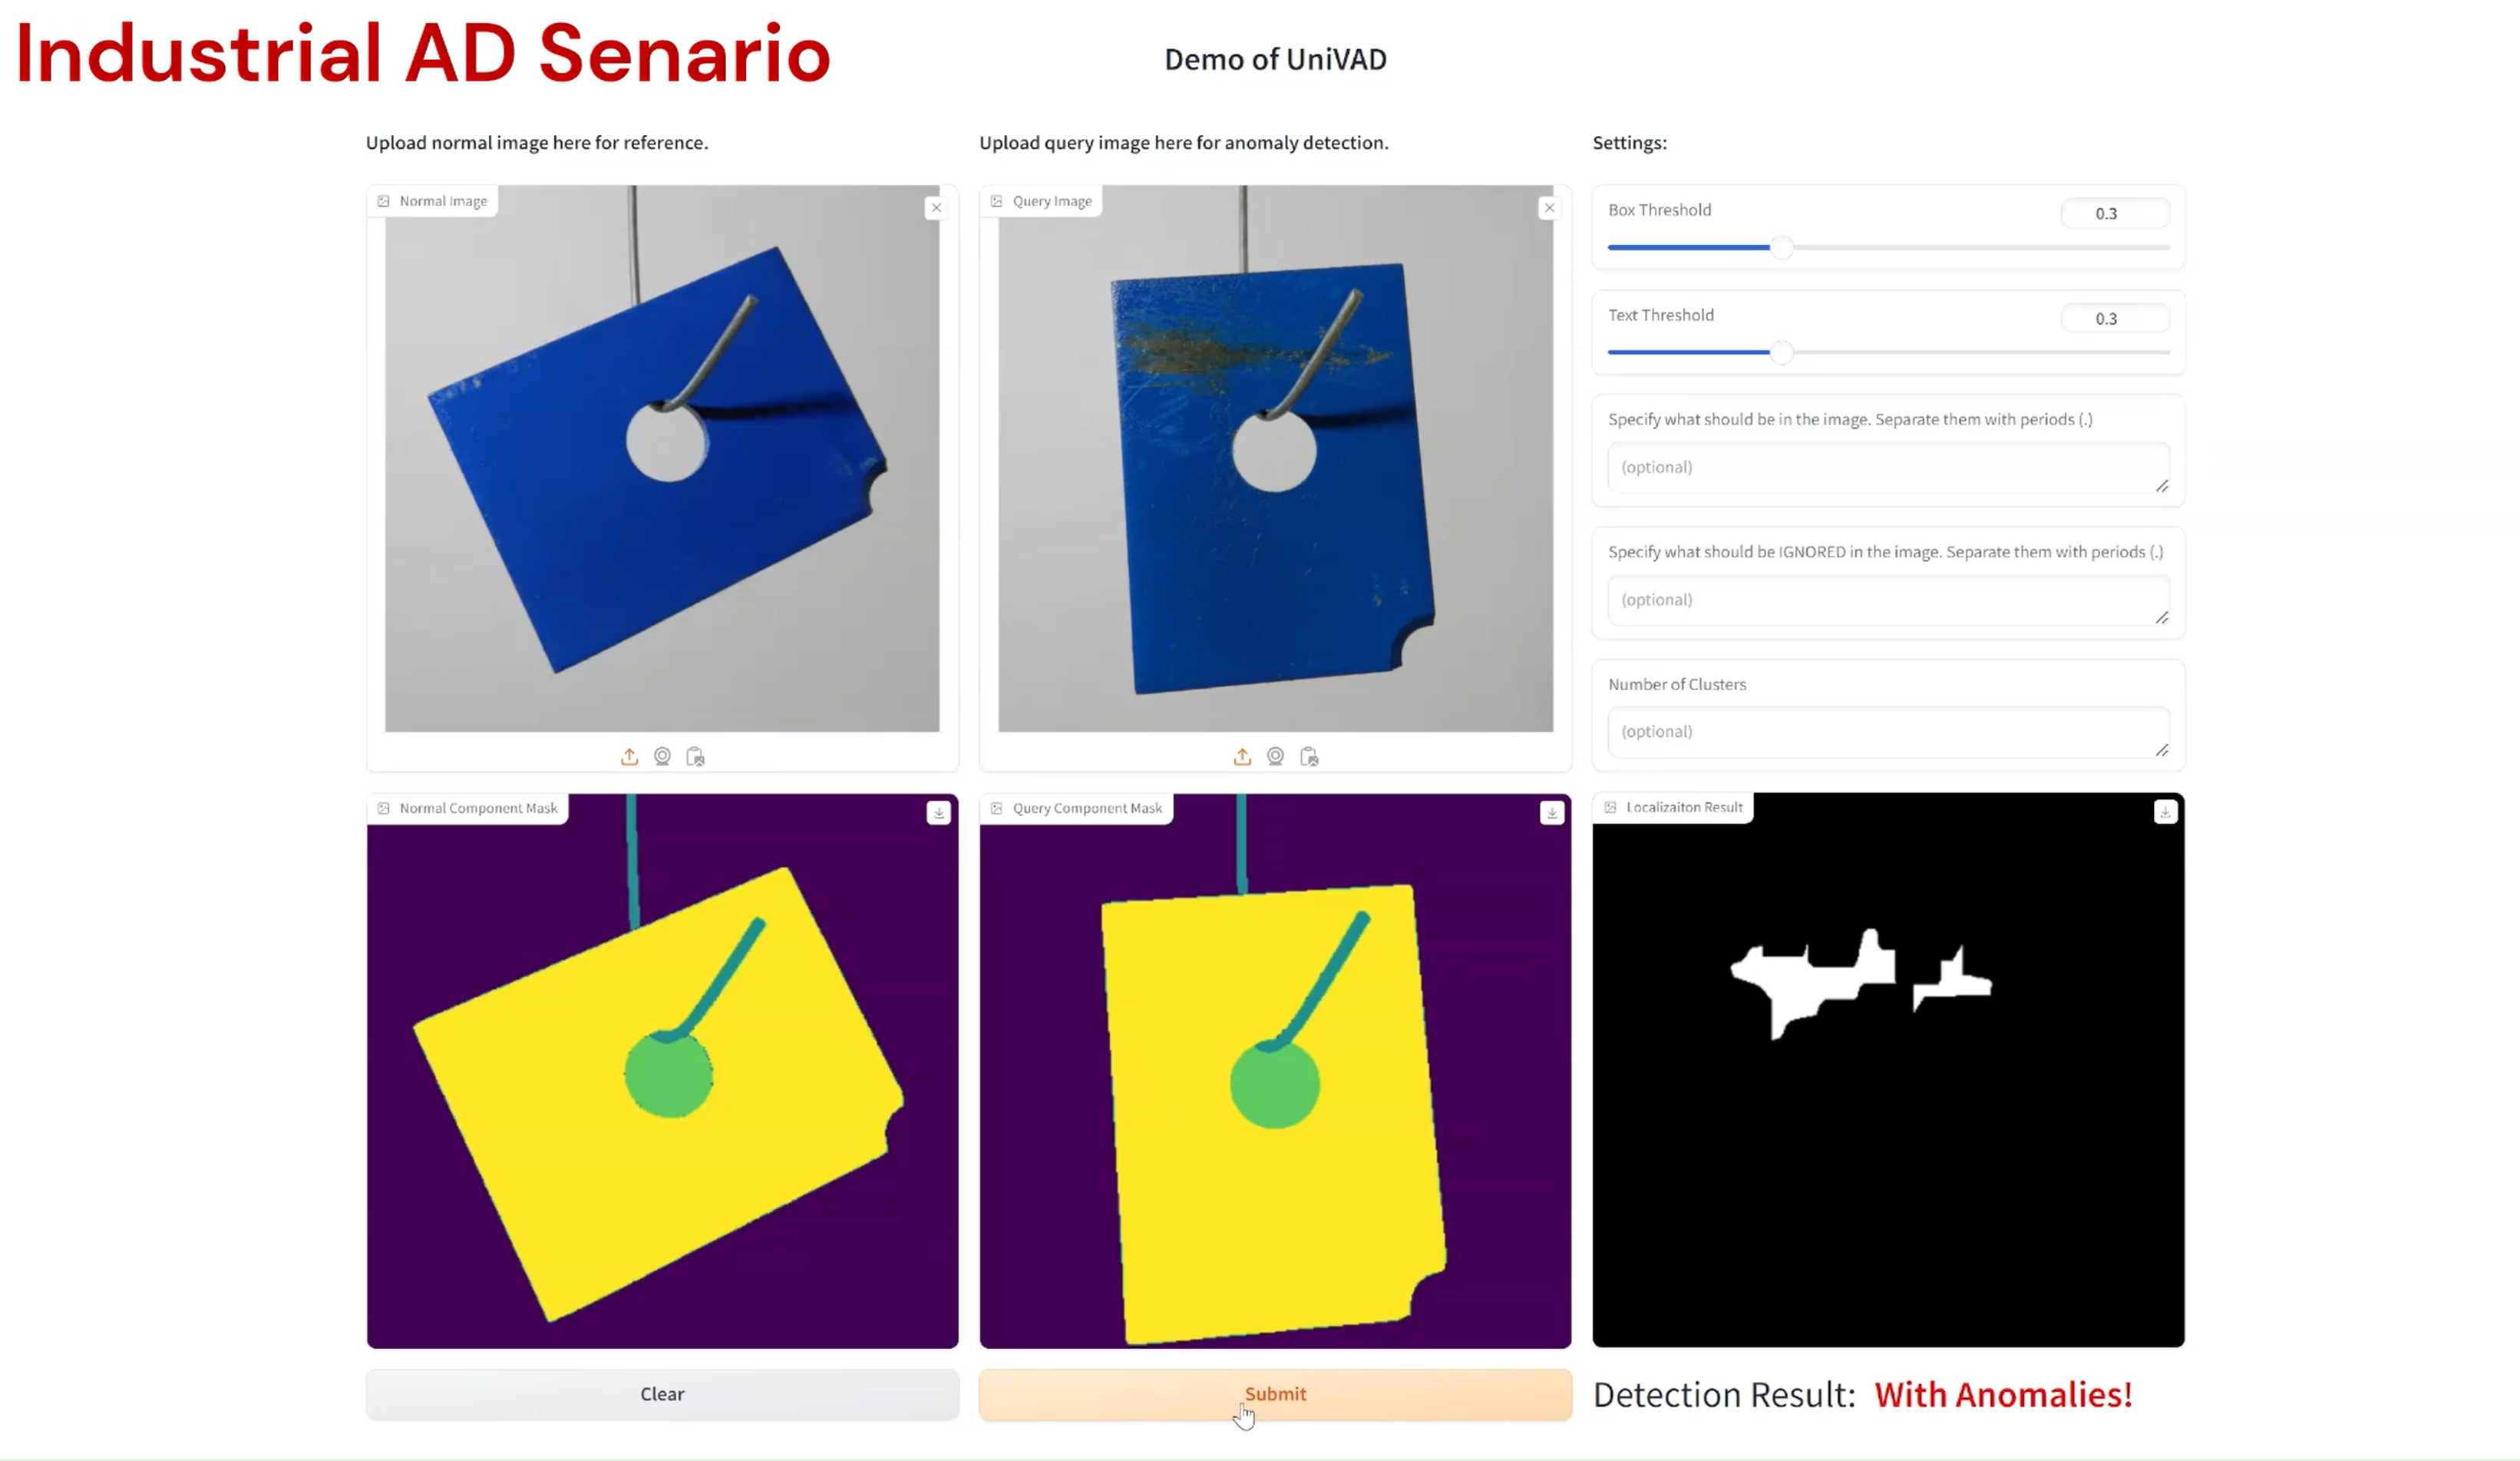 Industrial AD Senario
Demo of UniVAD
Upload normal image here for reference.
Upload query image here for anomaly detection.
Settings:
Normal Image
Query Image
Box Threshold
0.3
Text Threshold
0.3
Specify what should be in the image. Separate them with periods (.)
(optional)
Specify what should be IGNORED in the image. Separate them with periods (.)
(optional)
Number of Clusters
(optional)
Normal Component Mask
Query Component Mask
Localizaiton Result
Clear
Submit
Detection Result: With Anomalies!